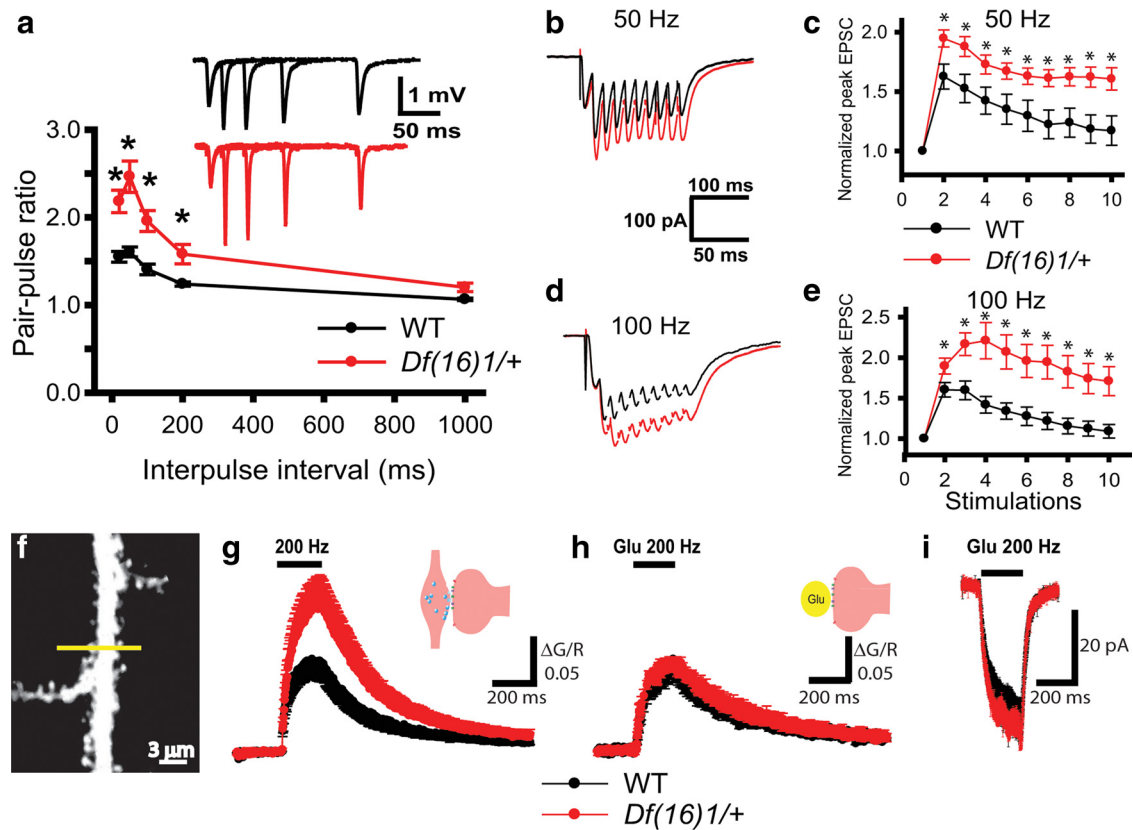 a
1 mV
50 ms
3.0
2.0
1.0
0.0
Pair-pulse ratio
* * * *
WT
Df(16)1/+
0 200 400 600 800 1000
Interpulse interval (ms)
b
50 Hz
100 ms
100 pA
50 ms
c
50 Hz
Normalized peak EPSC
2.0
1.5
1.0
* * * * * * * * *
0 2 4 6 8 10
WT
Df(16)1/+
d
100 Hz
e
100 Hz
Normalized peak EPSC
2.5
2.0
1.5
1.0
* * * * * * * * *
0 2 4 6 8 10
Stimulations
f
3 µm
g
200 Hz
ΔG/R
0.05
200 ms
h
Glu 200 Hz
Glu
ΔG/R
0.05
200 ms
i
Glu 200 Hz
20 pA
200 ms
WT
Df(16)1/+